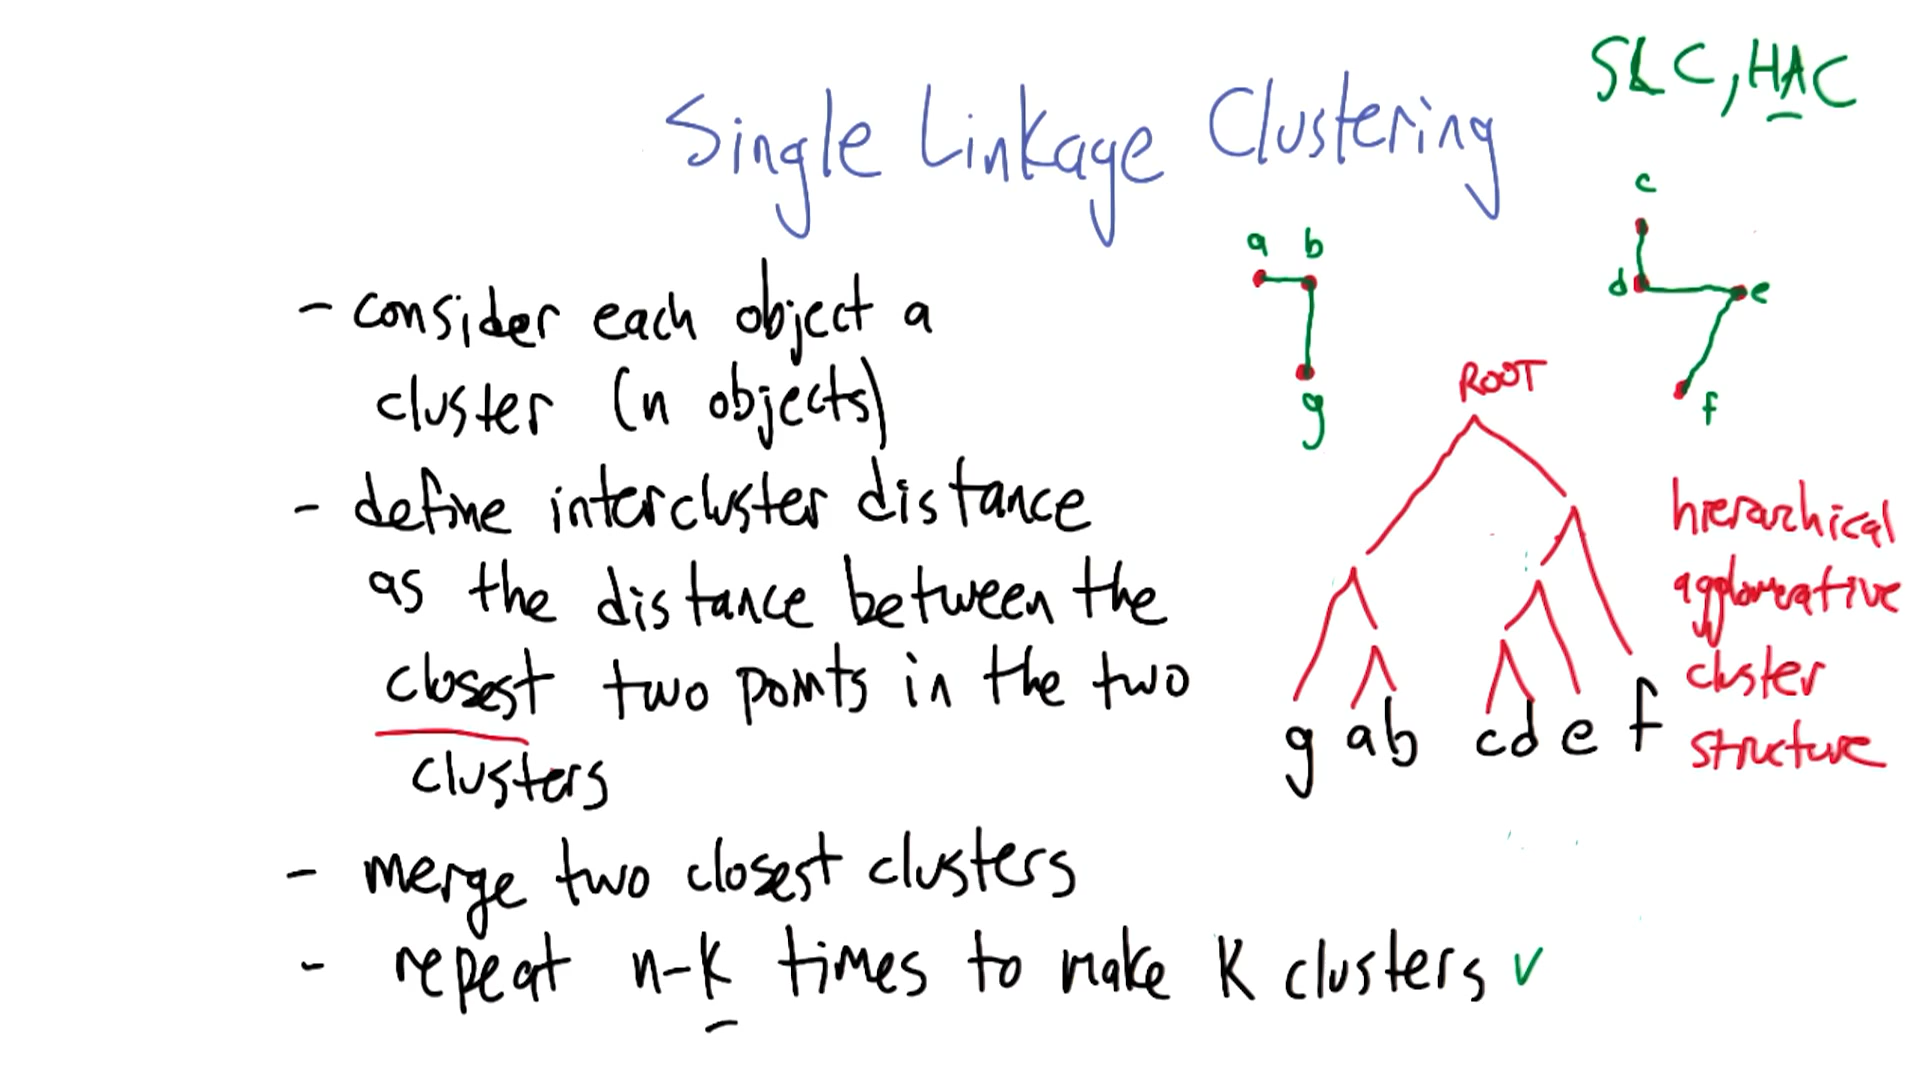 SLC, HAC
Single Linkage Clustering
- consider each object a
cluster (n objects)
- define intercluster distance
as the distance between the
closest two points in the two
clusters
- merge two closest clusters
- repeat n-k times to make K clusters v
a b
g
c
d e
f
ROOT
g ab cd e f
hierarchical
agglomerative
cluster
structure